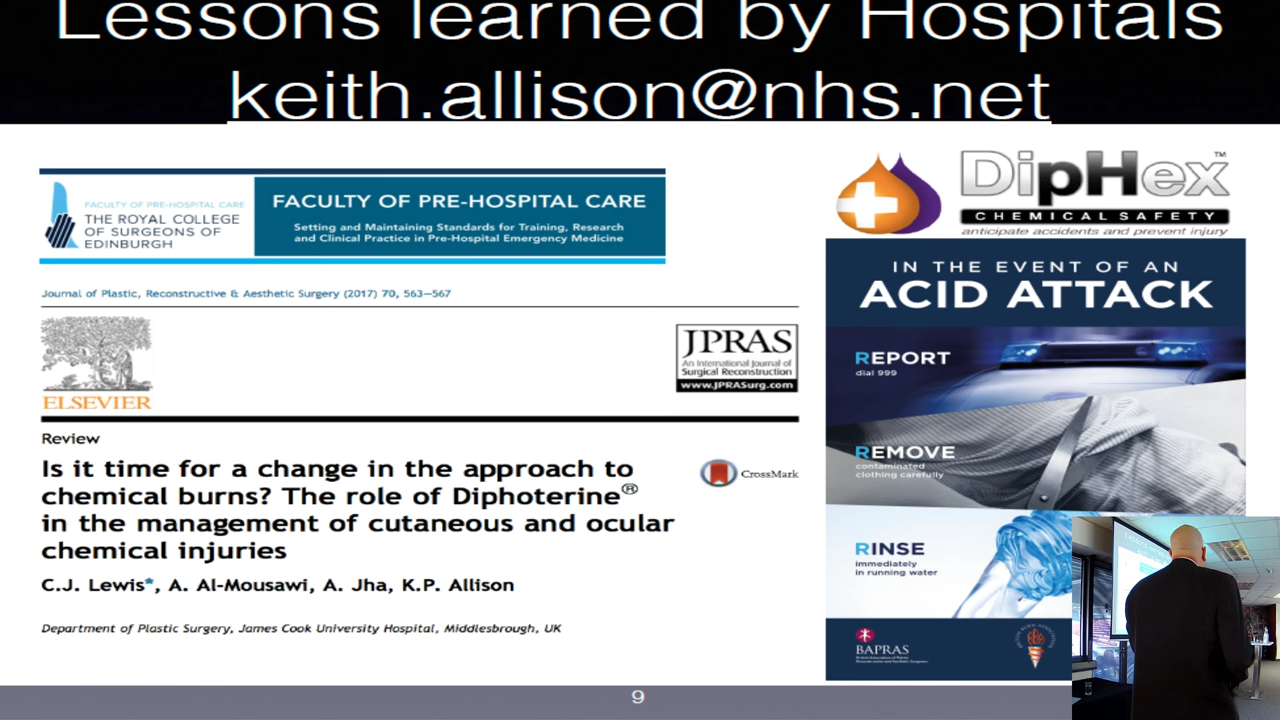 Lessons learned by Hospitals
keith.allison@nhs.net
FACULTY OF PRE-HOSPITAL CARE
THE ROYAL COLLEGE
OF SURGEONS OF
EDINBURGH
FACULTY OF PRE-HOSPITAL CARE
Setting and Maintaining Standards for Training, Research
and Clinical Practice in Pre-Hospital Emergency Medicine
Journal of Plastic, Reconstructive & Aesthetic Surgery (2017) 70, 563–567
ELSEVIER
JPRAS
An International Journal of
Surgical Reconstruction
www.JPRASurg.com
Review
Is it time for a change in the approach to
chemical burns? The role of Diphoterine®
in the management of cutaneous and ocular
chemical injuries
CrossMark
C.J. Lewis*, A. Al-Mousawi, A. Jha, K.P. Allison
Department of Plastic Surgery, James Cook University Hospital, Middlesbrough, UK
DipHex™
CHEMICAL SAFETY
anticipate accidents and prevent injury
IN THE EVENT OF AN
ACID ATTACK
REPORT
dial 999
REMOVE
contaminated
clothing carefully
RINSE
immediately
in running water
BAPRAS
9